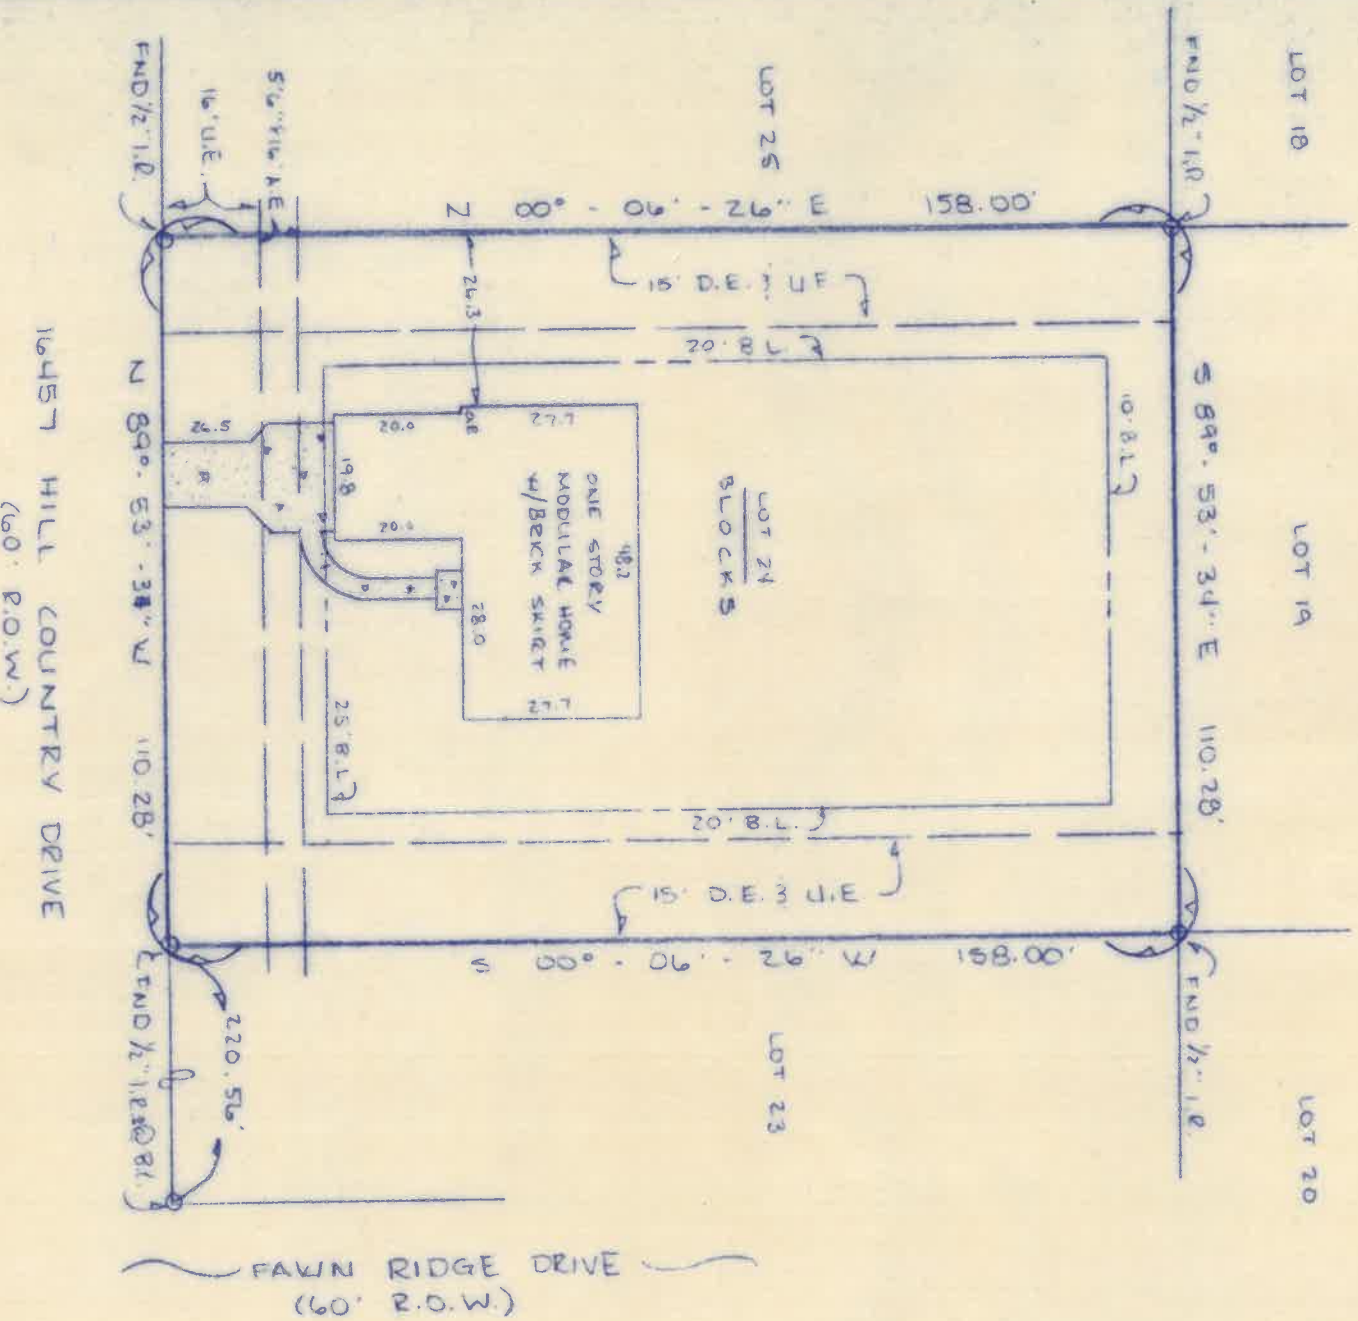 LOT 18
LOT 19
LOT 20
FND 1/2" I.R.
S 89° - 53' - 34" E 110.28'
FND 1/2" I.R.
LOT 25
N 00° - 06' - 26" E 158.00'
15' D.E. & U.E
20' B.L.
10' B.L.
LOT 24
BLOCK 5
ONE STORY
MODULAR HOME
W/BRICK SKIRT
48.2
27.7
27.7
28.0
20.0
20.0
19.8
26.3
26.5
25' B.L.
20' B.L.
15' D.E. & U.E
S 00° - 06' - 26" W 158.00'
LOT 23
5'6" X 16' A.E
16' U.E.
FND 1/2" I.R.
N 89° - 53' - 34" W 110.28'
220.56'
FND 1/2" I.R.
16457 HILL COUNTRY DRIVE
(60' R.O.W.)
FAWN RIDGE DRIVE
(60' R.O.W.)